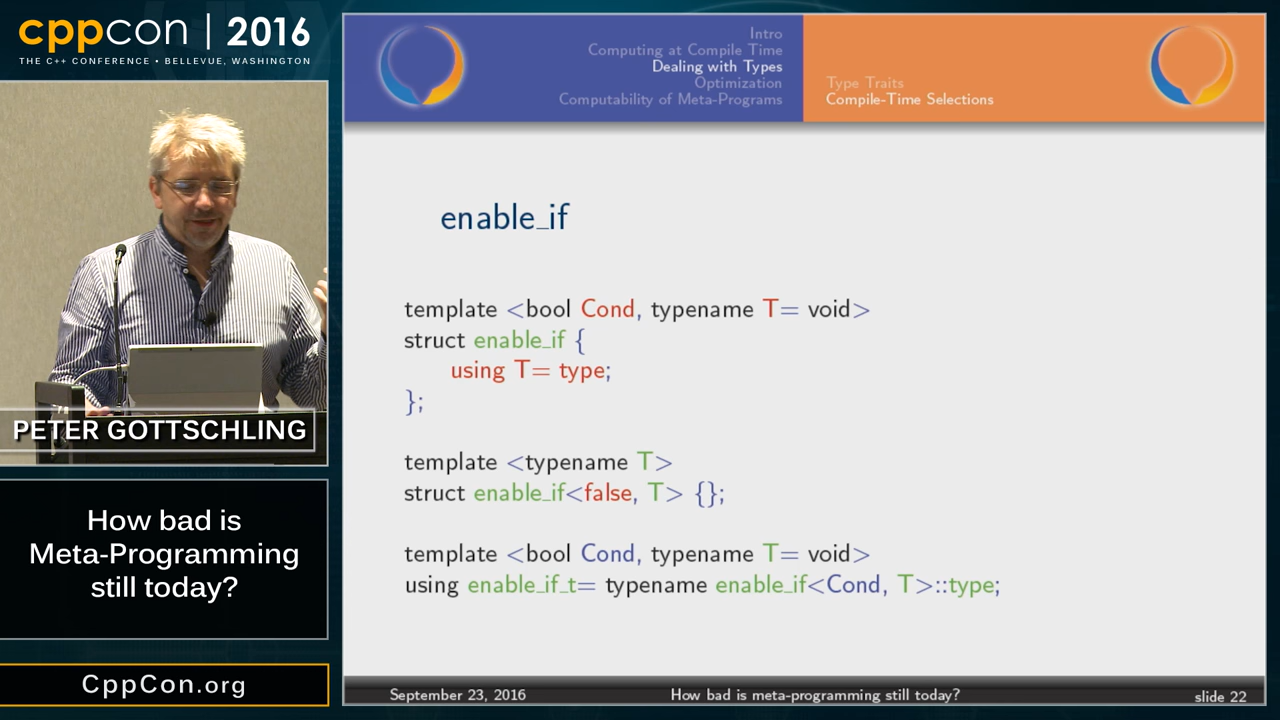 cppcon | 2016
THE C++ CONFERENCE • BELLEVUE, WASHINGTON
PETER GOTTSCHLING
How bad is
Meta-Programming
still today?
CppCon.org
Intro
Computing at Compile Time
Dealing with Types
Optimization
Computability of Meta-Programs
Type Traits
Compile-Time Selections
enable_if
template <bool Cond, typename T= void>
struct enable_if {
using T= type;
};
template <typename T>
struct enable_if<false, T> {};
template <bool Cond, typename T= void>
using enable_if_t= typename enable_if<Cond, T>::type;
September 23, 2016
How bad is meta-programming still today?
slide 22